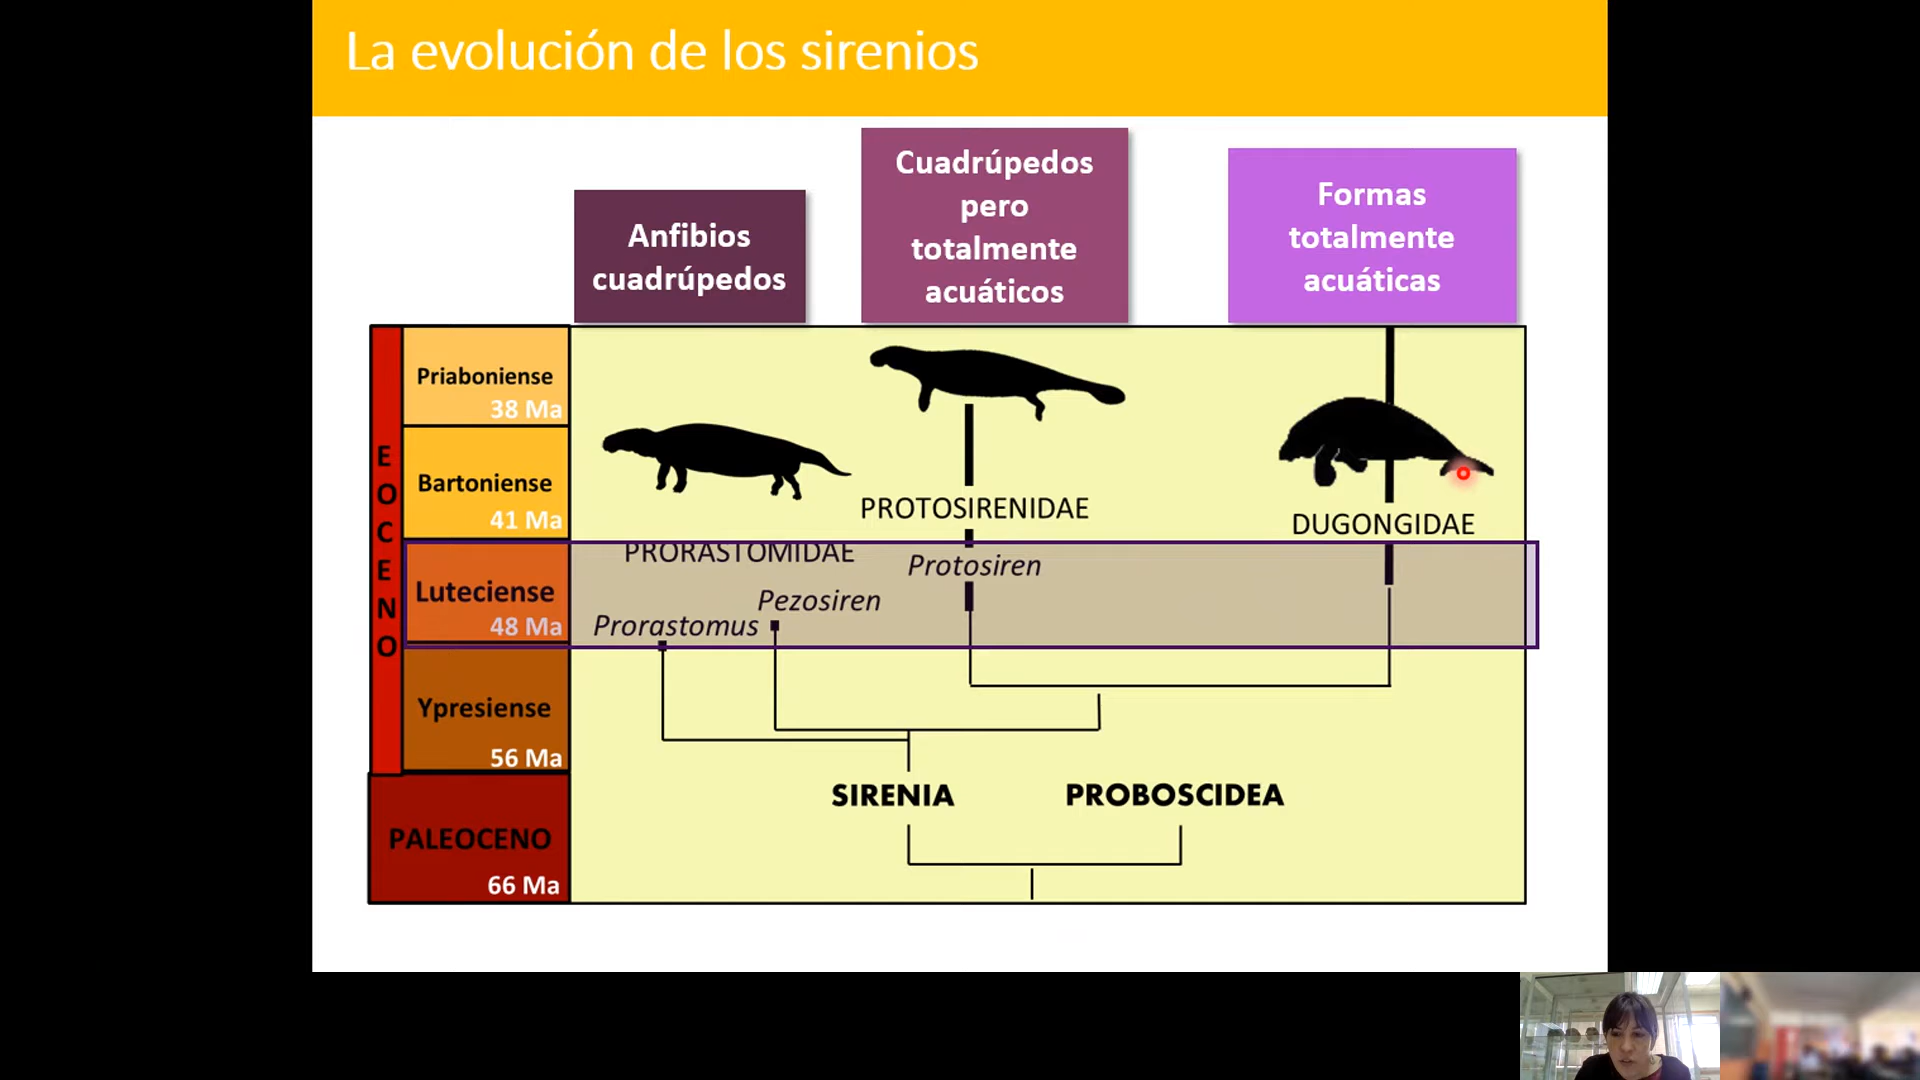 La evolución de los sirenios
Anfibios
cuadrúpedos
Cuadrúpedos
pero
totalmente
acuáticos
Formas
totalmente
acuáticas
EOCENO
Priaboniense
38 Ma
Bartoniense
41 Ma
Luteciense
48 Ma
Ypresiense
56 Ma
PALEOCENO
66 Ma
PROTOSIRENIDAE
DUGONGIDAE
PRORASTOMIDAE
Protosiren
Pezosiren
Prorastomus
SIRENIA
PROBOSCIDEA